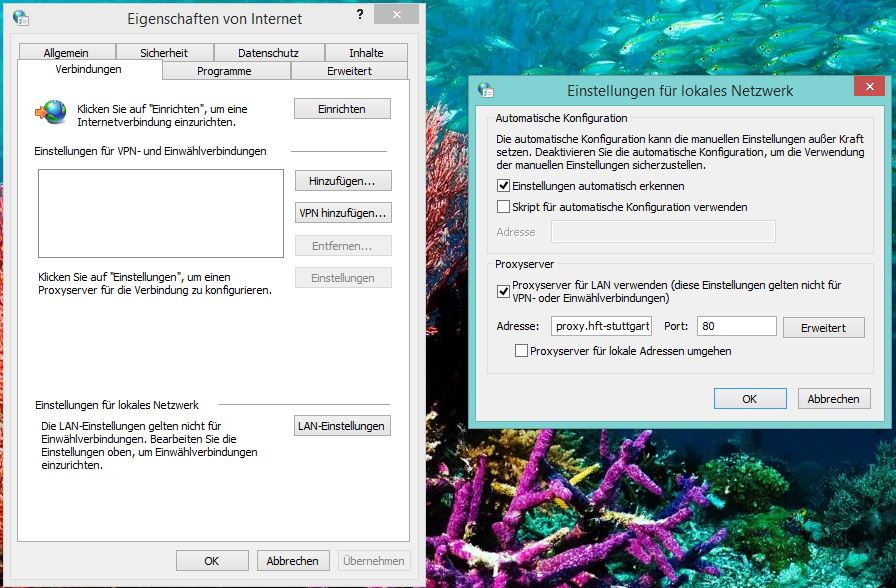 Eigenschaften von Internet
?
Allgemein
Sicherheit
Datenschutz
Inhalte
Verbindungen
Programme
Erweitert
Klicken Sie auf "Einrichten", um eine
Internetverbindung einzurichten.
Einrichten
Einstellungen für VPN- und Einwählverbindungen
Hinzufügen...
VPN hinzufügen...
Entfernen...
Einstellungen
Klicken Sie auf "Einstellungen", um einen
Proxyserver für die Verbindung zu konfigurieren.
Einstellungen für lokales Netzwerk
Die LAN-Einstellungen gelten nicht für
Einwählverbindungen. Bearbeiten Sie die
Einstellungen oben, um Einwählverbindungen
einzurichten.
LAN-Einstellungen
OK
Abbrechen
Übernehmen
Einstellungen für lokales Netzwerk
Automatische Konfiguration
Die automatische Konfiguration kann die manuellen Einstellungen außer Kraft
setzen. Deaktivieren Sie die automatische Konfiguration, um die Verwendung
der manuellen Einstellungen sicherzustellen.
Einstellungen automatisch erkennen
Skript für automatische Konfiguration verwenden
Adresse
Proxyserver
Proxyserver für LAN verwenden (diese Einstellungen gelten nicht für
VPN- oder Einwählverbindungen)
Adresse: proxy.hft-stuttgart Port: 80 Erweitert
Proxyserver für lokale Adressen umgehen
OK
Abbrechen